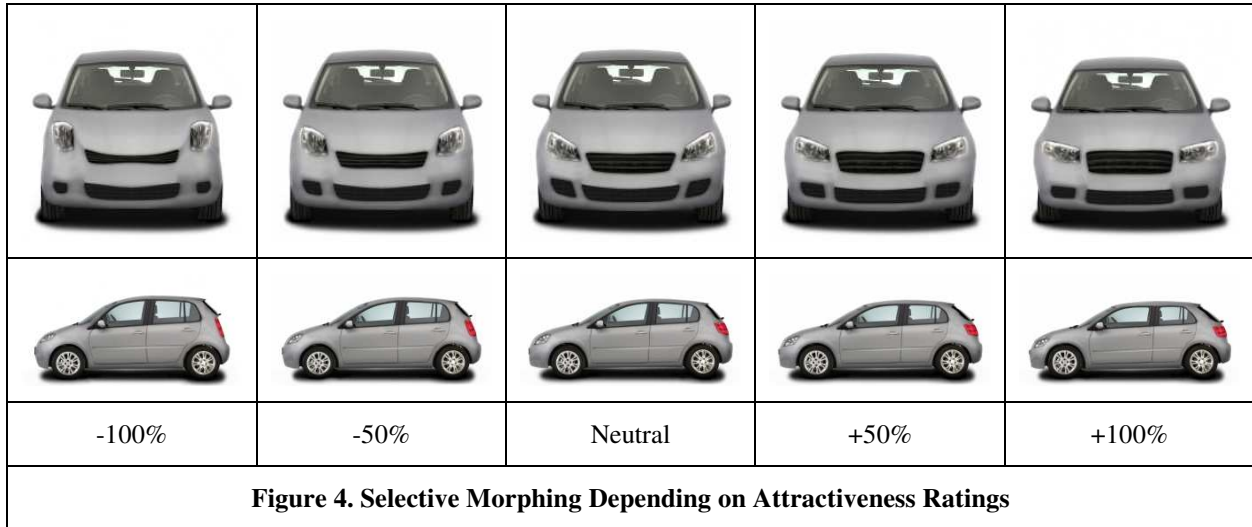 -100%
-50%
Neutral
+50%
+100%
Figure 4. Selective Morphing Depending on Attractiveness Ratings